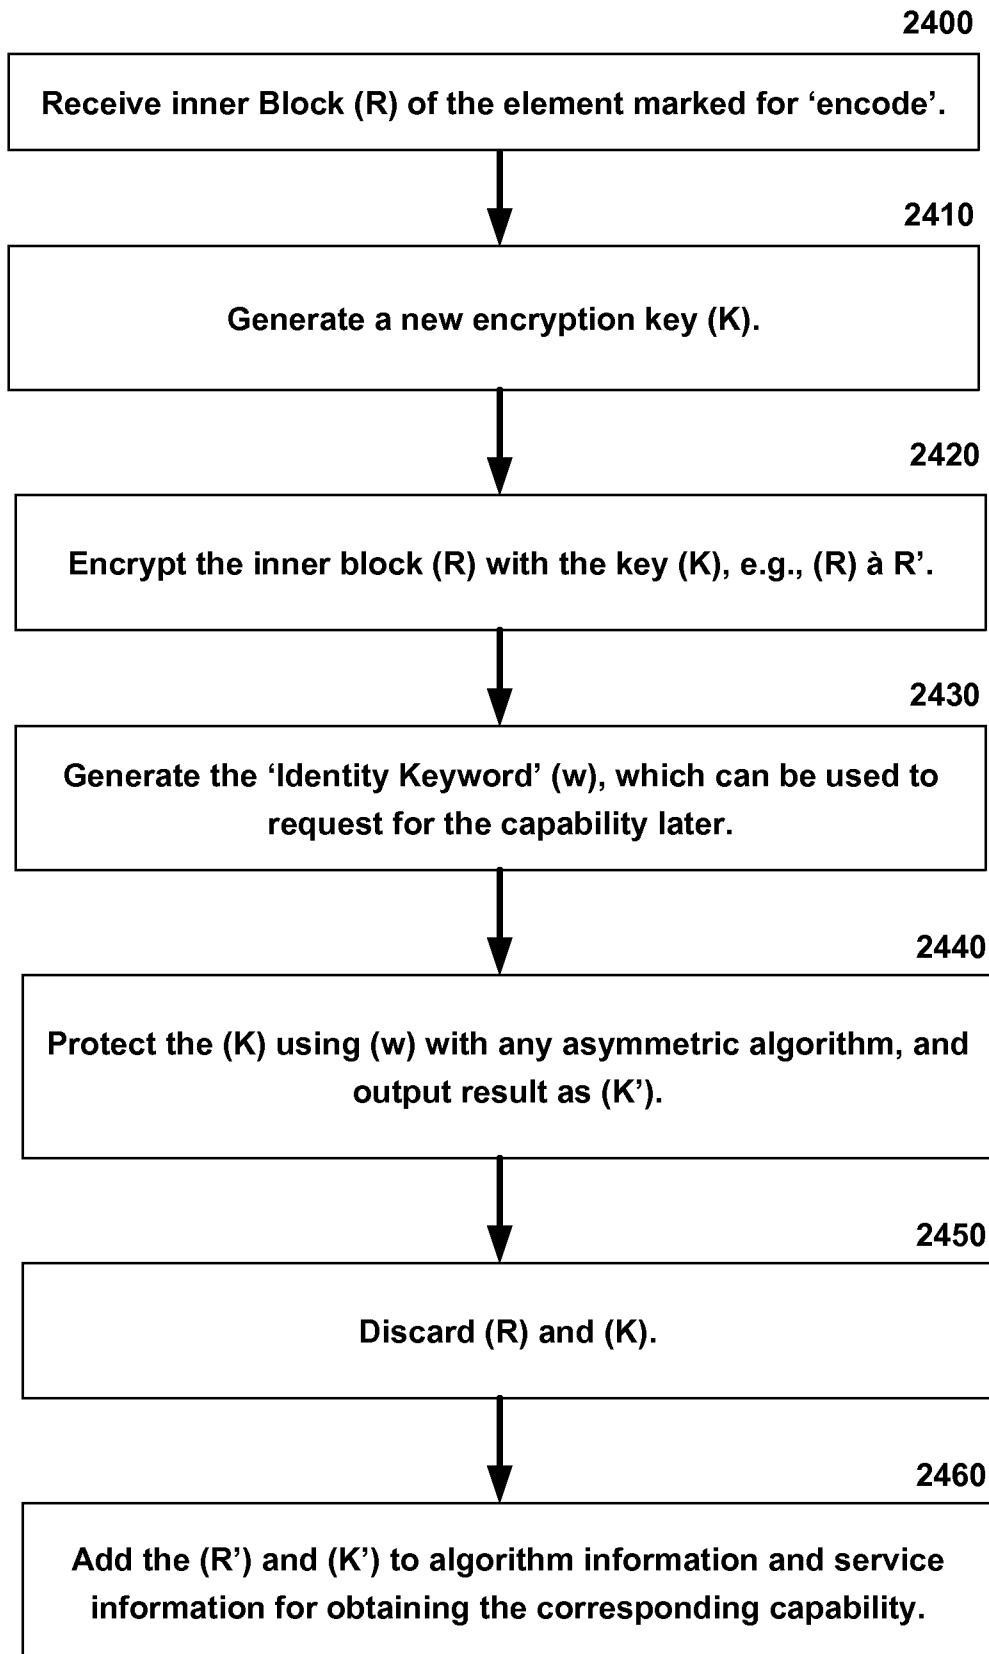 2400
Receive inner Block (R) of the element marked for ‘encode’.
2410
Generate a new encryption key (K).
2420
Encrypt the inner block (R) with the key (K), e.g., (R) à R’.
2430
Generate the ‘Identity Keyword’ (w), which can be used to
request for the capability later.
2440
Protect the (K) using (w) with any asymmetric algorithm, and
output result as (K’).
2450
Discard (R) and (K).
2460
Add the (R’) and (K’) to algorithm information and service
information for obtaining the corresponding capability.